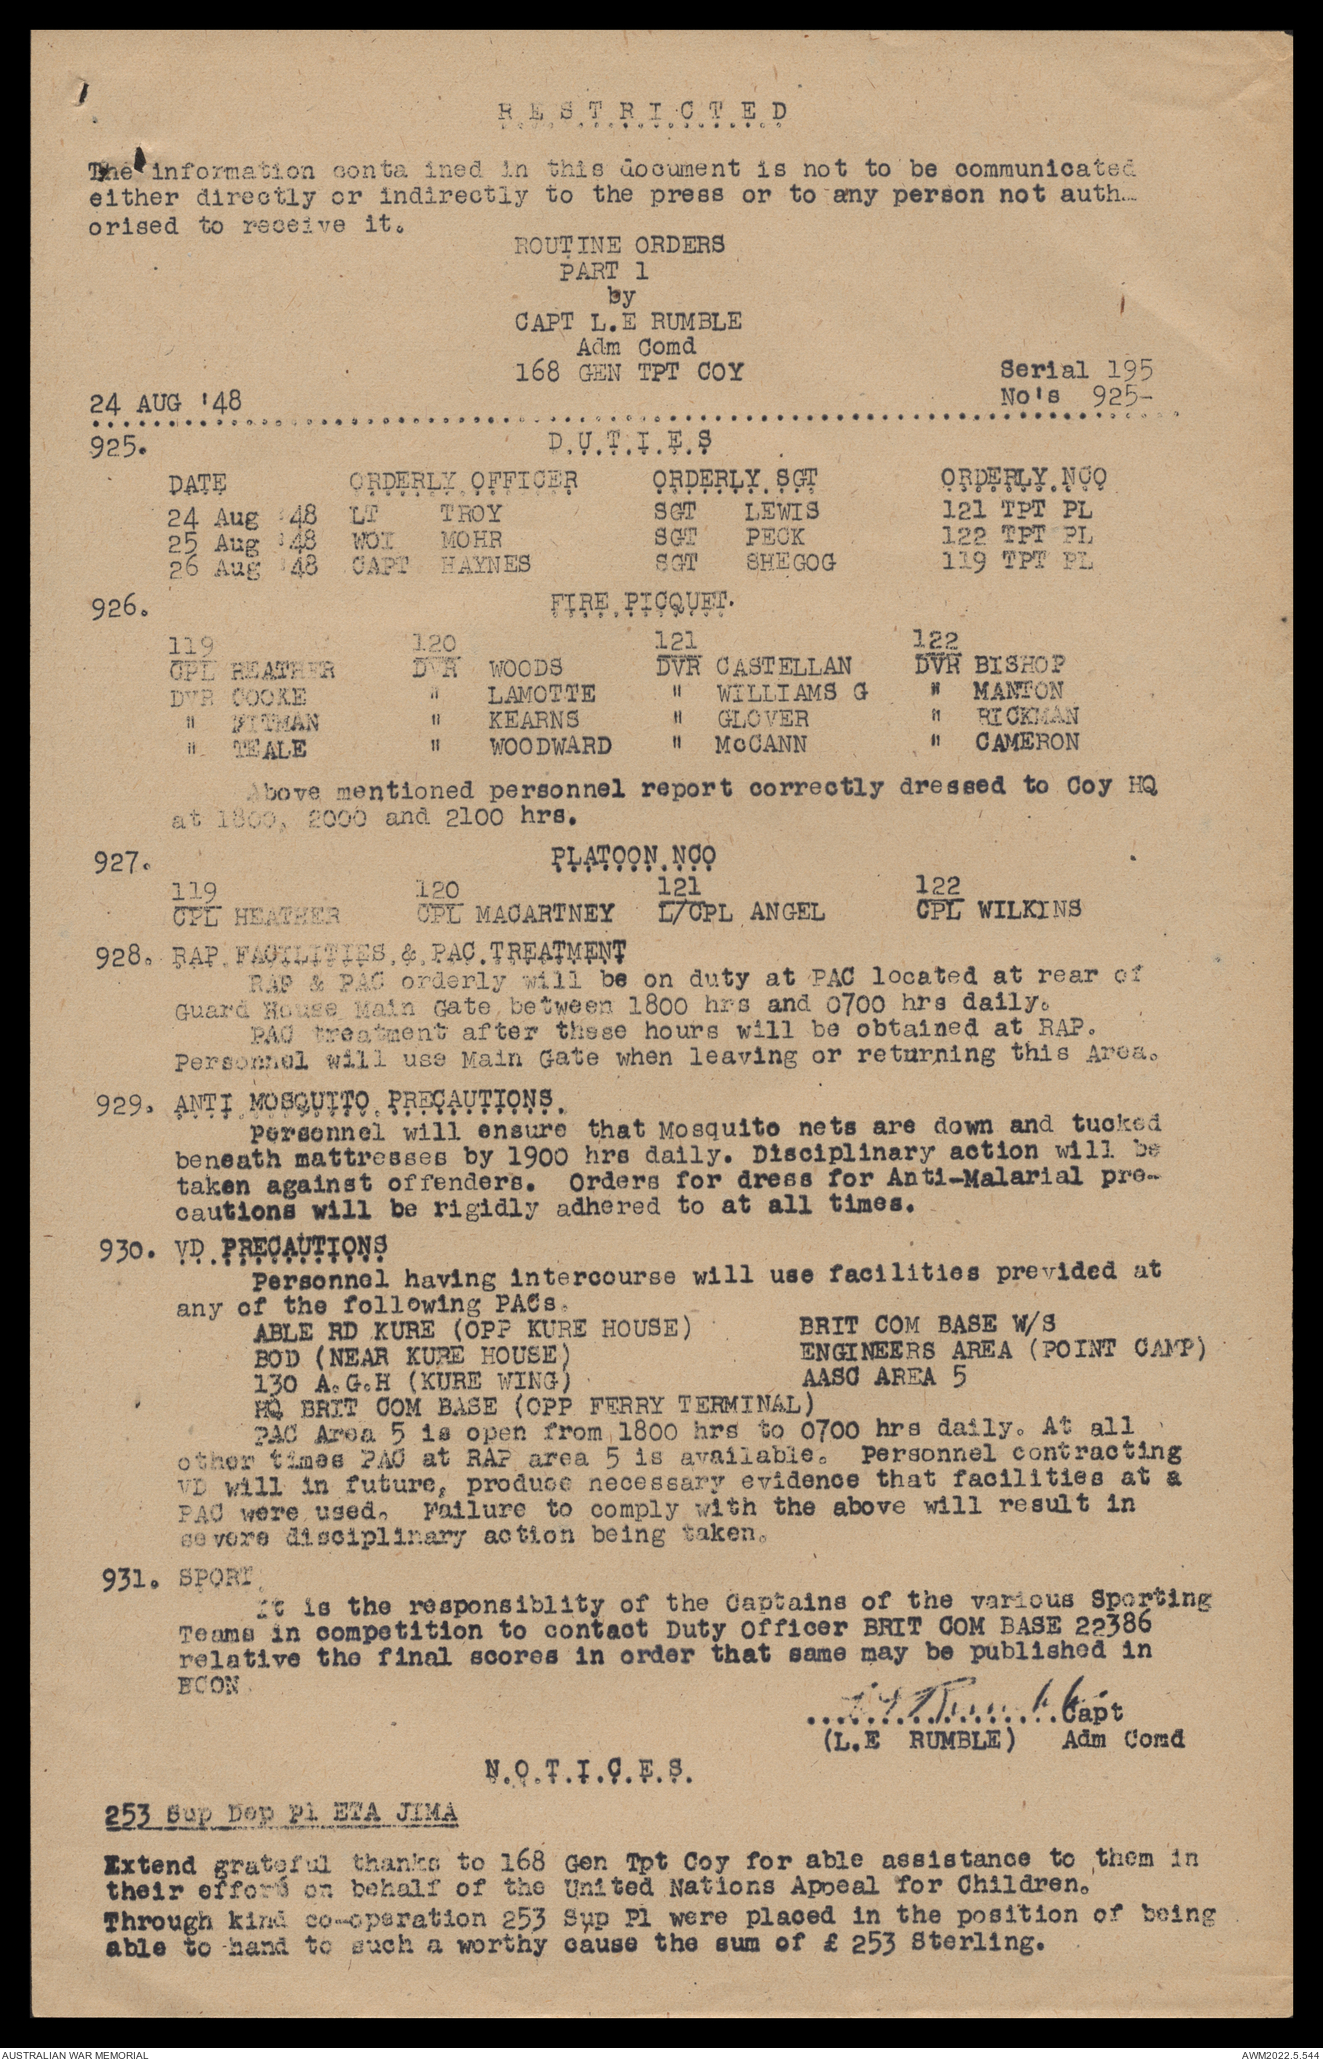 R E S T R I C T E D
The information conta ined in this document is not to be communicated
either directly or indirectly to the press or to any person not auth-
orised to receive it.
ROUTINE ORDERS
PART 1
by
CAPT L.E RUMBLE
Adm Comd
168 GEN TPT COY
Serial 195
24 AUG '48
No's 925-
925. D.U.T.I.E.S
DATE ORDERLY OFFICER ORDERLY SGT ORDERLY NCO
24 Aug '48 LT TROY SGT LEWIS 121 TPT PL
25 Aug '48 WOI MOHR SGT PECK 122 TPT PL
26 Aug '48 CAPT HAYNES SGT SHEGOG 119 TPT PL
926. FIRE PICQUET.
119 120 121 122
CPL HEATHER DVR WOODS DVR CASTELLAN DVR BISHOP
DVR COOKE " LAMOTTE " WILLIAMS G " MANTON
" PITMAN " KEARNS " GLOVER " RICKMAN
" TEALE " WOODWARD " McCANN " CAMERON
Above mentioned personnel report correctly dressed to Coy HQ
at 1800, 2000 and 2100 hrs.
927. PLATOON NCO
119 120 121 122
CPL HEATHER CPL MACARTNEY L/CPL ANGEL CPL WILKINS
928. RAP FACILITIES & PAC TREATMENT
RAP & PAC orderly will be on duty at PAC located at rear of
Guard House Main Gate between 1800 hrs and 0700 hrs daily.
PAC treatment after these hours will be obtained at RAP.
Personnel will use Main Gate when leaving or returning this Area.
929. ANTI MOSQUITO PRECAUTIONS.
Personnel will ensure that Mosquito nets are down and tucked
beneath mattresses by 1900 hrs daily. Disciplinary action will be
taken against offenders. Orders for dress for Anti-Malarial pre-
cautions will be rigidly adhered to at all times.
930. VD PRECAUTIONS
Personnel having intercourse will use facilities previded at
any of the following PACs.
ABLE RD KURE (OPP KURE HOUSE) BRIT COM BASE W/S
BOD (NEAR KURE HOUSE) ENGINEERS AREA (POINT CAMP)
130 A.G.H (KURE WING) AASC AREA 5
HQ BRIT COM BASE (OPP FERRY TERMINAL)
PAC Area 5 is open from 1800 hrs to 0700 hrs daily. At all
other times PAC at RAP area 5 is available. Personnel contracting
VD will in future, produce necessary evidence that facilities at a
PAC were used. Failure to comply with the above will result in
severe disciplinary action being taken.
931. SPORT
It is the responsiblity of the Captains of the various Sporting
Teams in competition to contact Duty Officer BRIT COM BASE 22386
relative the final scores in order that same may be published in
BCON
..................Capt
(L.E RUMBLE) Adm Comd
N.O.T.I.C.E.S.
253 Sup Dep Pl ETA JIMA
Extend grateful thanks to 168 Gen Tpt Coy for able assistance to them in
their efforts on behalf of the United Nations Appeal for Children.
Through kind co-operation 253 Sup Pl were placed in the position of being
able to hand to such a worthy cause the sum of £ 253 Sterling.
AUSTRALIAN WAR MEMORIAL
AWM2022.5.544